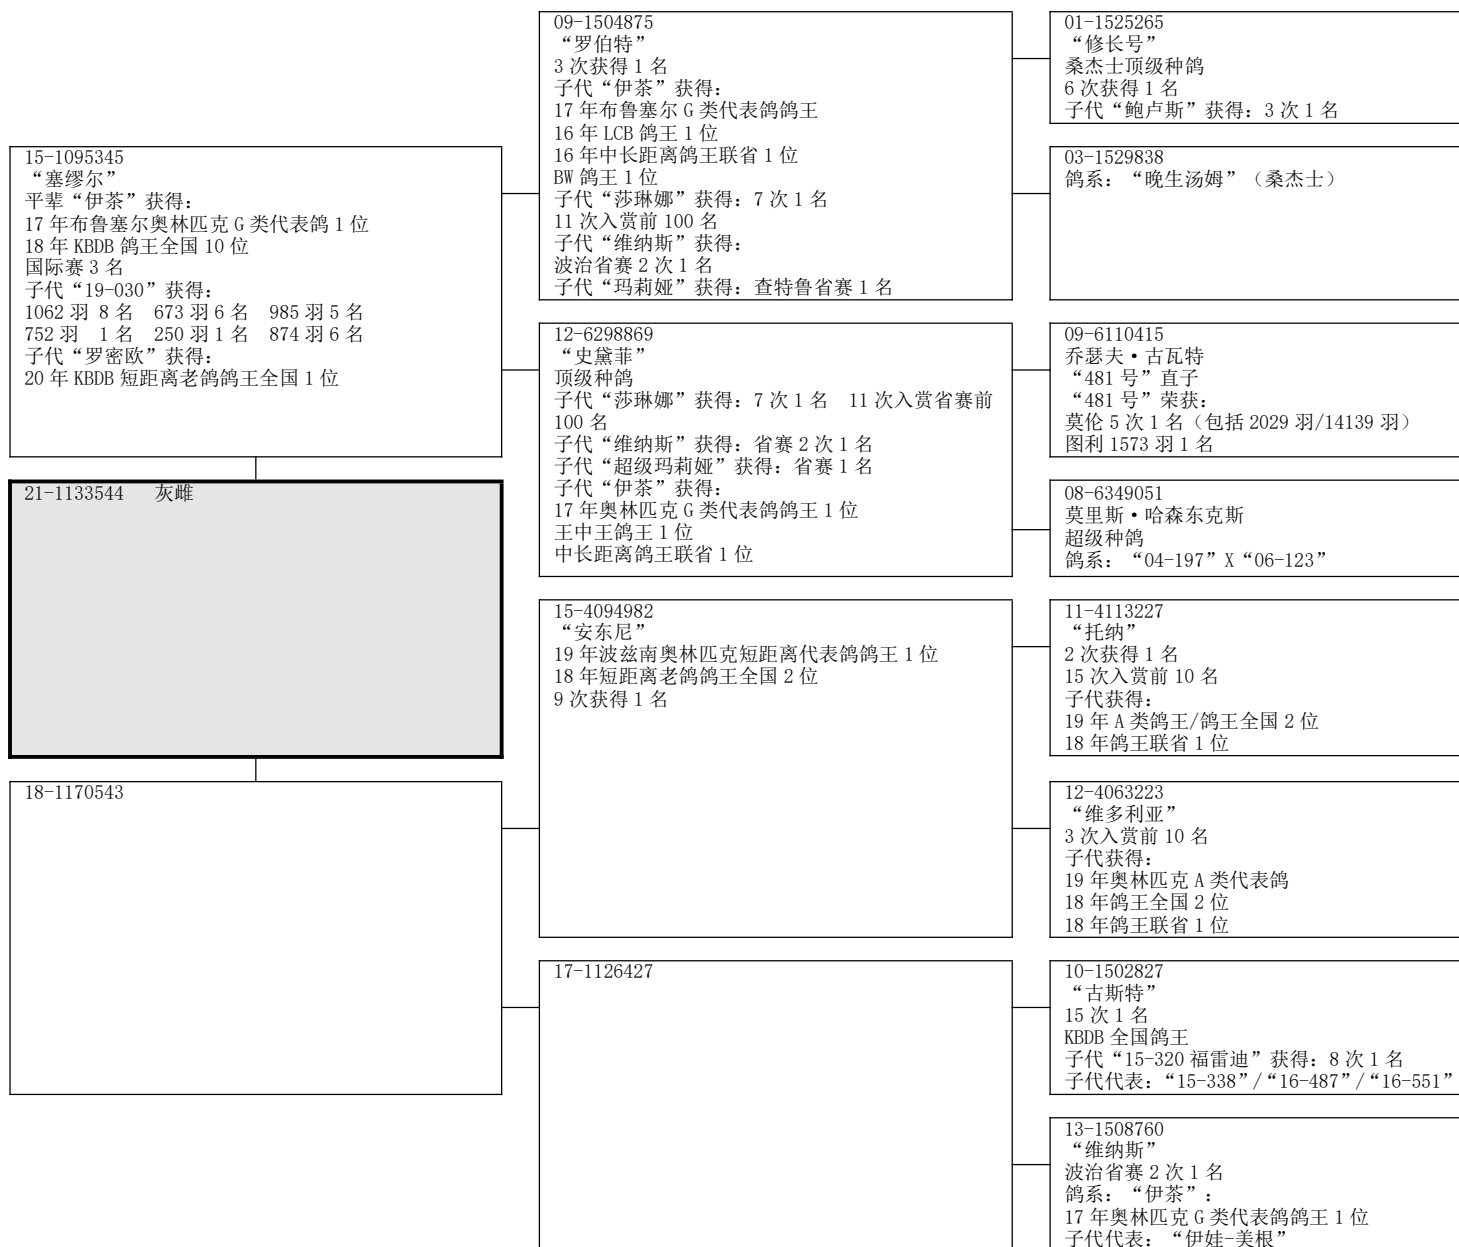 15-1095345
“塞缪尔”
平辈“伊茶”获得：
17 年布鲁塞尔奥林匹克 G 类代表鸽 1 位
18 年 KBDB 鸽王全国 10 位
国际赛 3 名
子代“19-030”获得：
1062 羽 8 名 673 羽 6 名 985 羽 5 名
752 羽 1 名 250 羽 1 名 874 羽 6 名
子代“罗密欧”获得：
20 年 KBDB 短距离老鸽鸽王全国 1 位
21-1133544 灰雌
18-1170543
09-1504875
“罗伯特”
3 次获得 1 名
子代“伊茶”获得：
17 年布鲁塞尔 G 类代表鸽鸽王
16 年 LCB 鸽王 1 位
16 年中长距离鸽王联省 1 位
BW 鸽王 1 位
子代“莎琳娜”获得：7 次 1 名
11 次入赏前 100 名
子代“维纳斯”获得：
波治省赛 2 次 1 名
子代“玛莉娅”获得：查特鲁省赛 1 名
12-6298869
“史黛菲”
顶级种鸽
子代“莎琳娜”获得：7 次 1 名 11 次入赏省赛前
100 名
子代“维纳斯”获得：省赛 2 次 1 名
子代“超级玛莉娅”获得：省赛 1 名
子代“伊茶”获得：
17 年奥林匹克 G 类代表鸽鸽王 1 位
王中王鸽王 1 位
中长距离鸽王联省 1 位
15-4094982
“安东尼”
19 年波兹南奥林匹克短距离代表鸽鸽王 1 位
18 年短距离老鸽鸽王全国 2 位
9 次获得 1 名
17-1126427
01-1525265
“修长号”
桑杰士顶级种鸽
6 次获得 1 名
子代“鲍卢斯”获得：3 次 1 名
03-1529838
鸽系：“晚生汤姆”（桑杰士）
09-6110415
乔瑟夫·古瓦特
“481 号”直子
“481 号”荣获：
莫伦 5 次 1 名（包括 2029 羽/14139 羽）
图利 1573 羽 1 名
08-6349051
莫里斯·哈森东克斯
超级种鸽
鸽系：“04-197”X“06-123”
11-4113227
“托纳”
2 次获得 1 名
15 次入赏前 10 名
子代获得：
19 年 A 类鸽王/鸽王全国 2 位
18 年鸽王联省 1 位
12-4063223
“维多利亚”
3 次入赏前 10 名
子代获得：
19 年奥林匹克 A 类代表鸽
18 年鸽王全国 2 位
18 年鸽王联省 1 位
10-1502827
“古斯特”
15 次 1 名
KBDB 全国鸽王
子代“15-320 福雷迪”获得：8 次 1 名
子代代表：“15-338”/“16-487”/“16-551”
13-1508760
“维纳斯”
波治省赛 2 次 1 名
鸽系：“伊茶”：
17 年奥林匹克 G 类代表鸽鸽王 1 位
子代代表：“伊娃-美根”